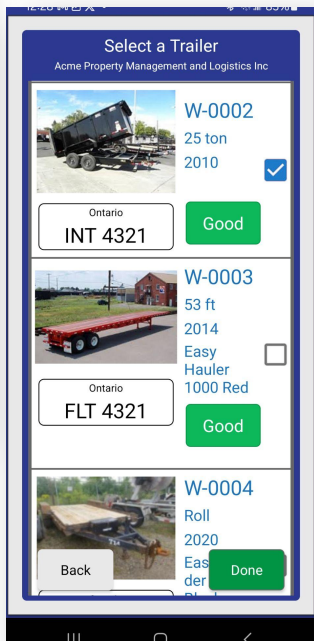 Select a Trailer
Acme Property Management and Logistics Inc
W-0002
25 ton
2010
Ontario
INT 4321
Good
W-0003
53 ft
2014
Easy
Hauler
1000 Red
Ontario
FLT 4321
Good
W-0004
Roll
2020
Back
Done